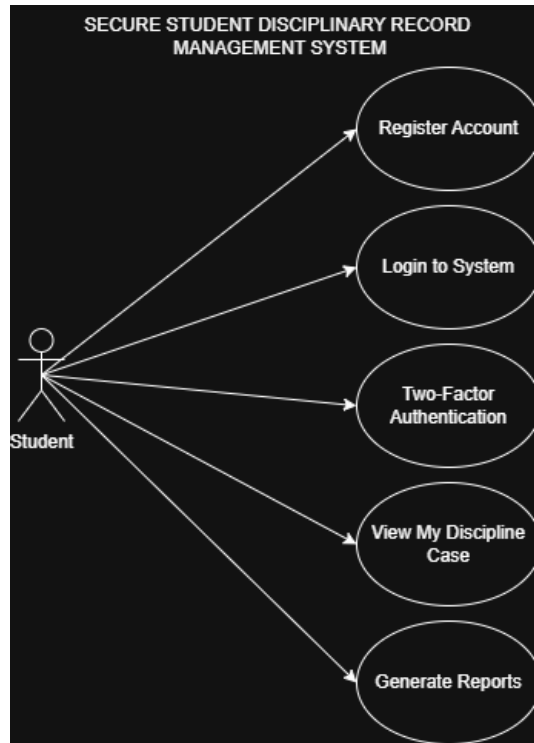 SECURE STUDENT DISCIPLINARY RECORD
MANAGEMENT SYSTEM
Register Account
Login to System
Two-Factor
Authentication
Student
View My Discipline
Case
Generate Reports